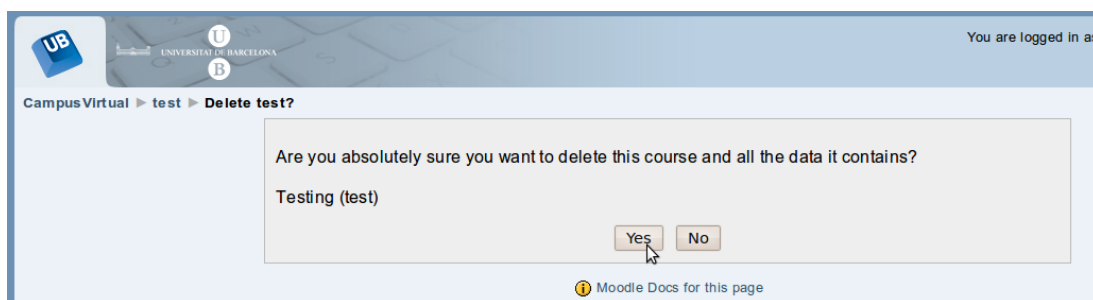 UB
U
UNIVERSITAT DE BARCELONA
B
You are logged in as
CampusVirtual ► test ► Delete test?
Are you absolutely sure you want to delete this course and all the data it contains?
Testing (test)
Yes No
Moodle Docs for this page